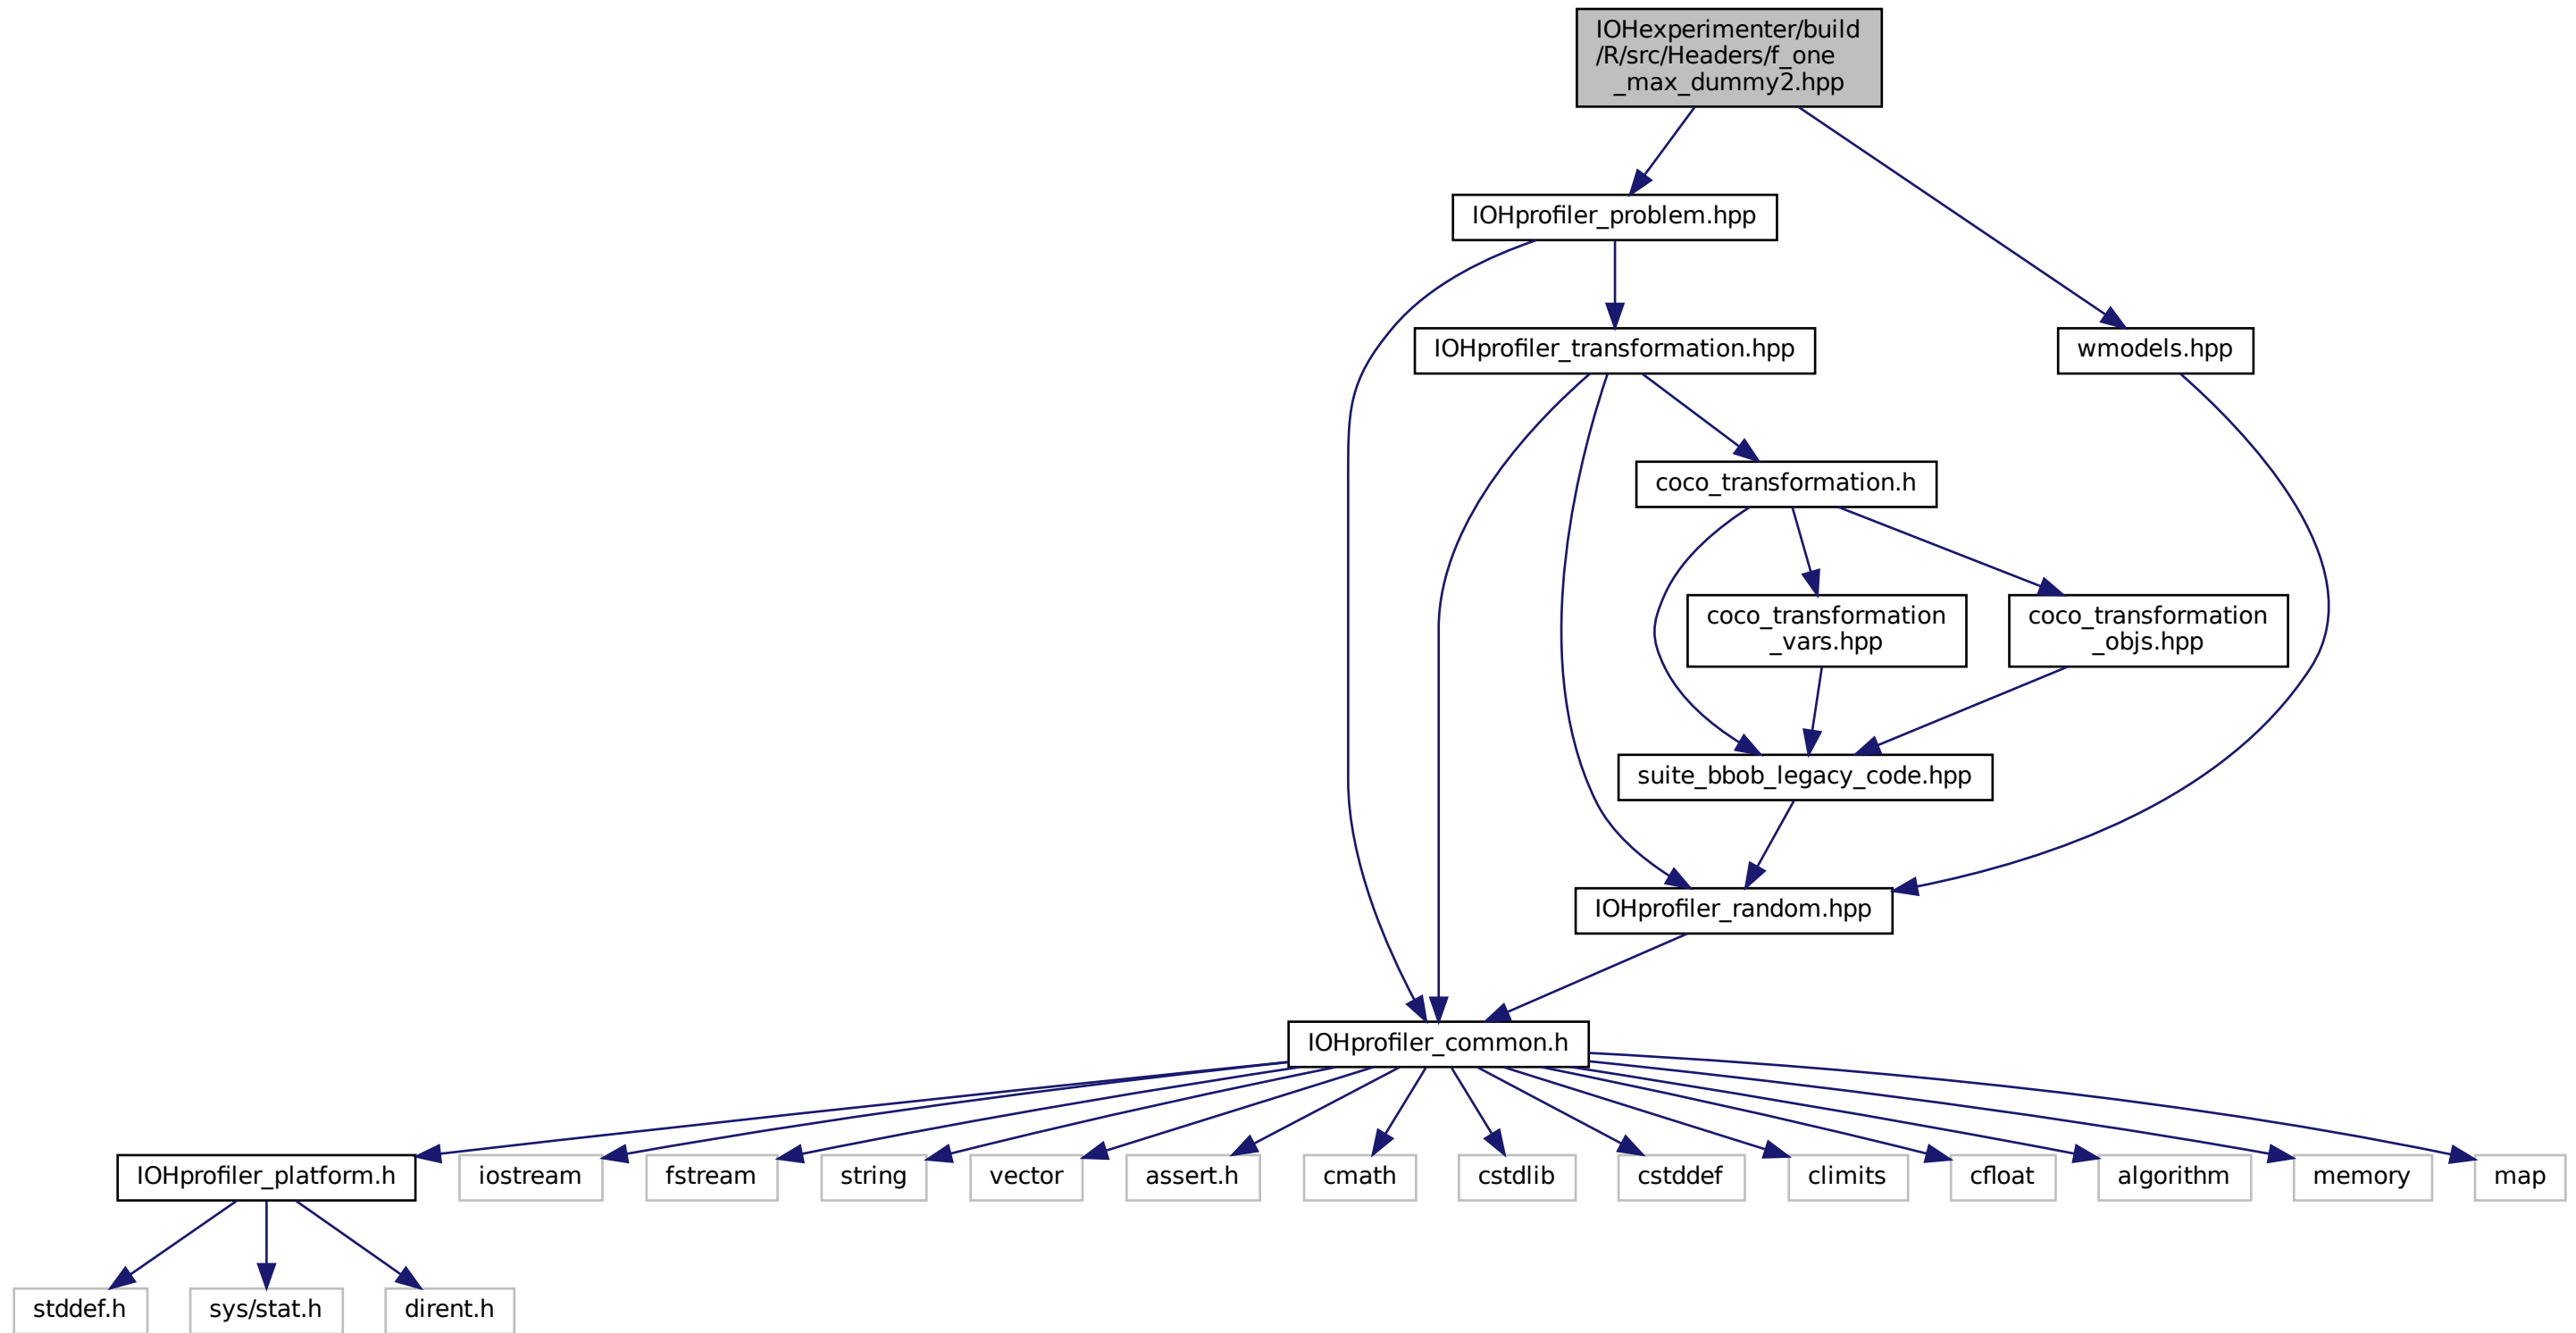 IOHexperimenter/build
/R/src/Headers/f_one
_max_dummy2.hpp
IOHprofiler_problem.hpp
IOHprofiler_transformation.hpp
wmodels.hpp
coco_transformation.h
coco_transformation
_vars.hpp
coco_transformation
_objs.hpp
suite_bbob_legacy_code.hpp
IOHprofiler_random.hpp
IOHprofiler_common.h
IOHprofiler_platform.h
iostream
fstream
string
vector
assert.h
cmath
cstdlib
cstddef
climits
cfloat
algorithm
memory
map
stddef.h
sys/stat.h
dirent.h